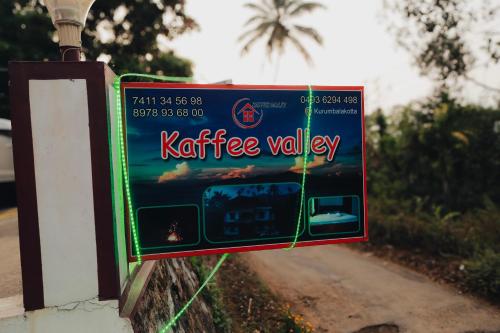 7411 34 56 98
8978 93 68 00
0493 6294 498
Kurumbalakotta
Kaffee valley